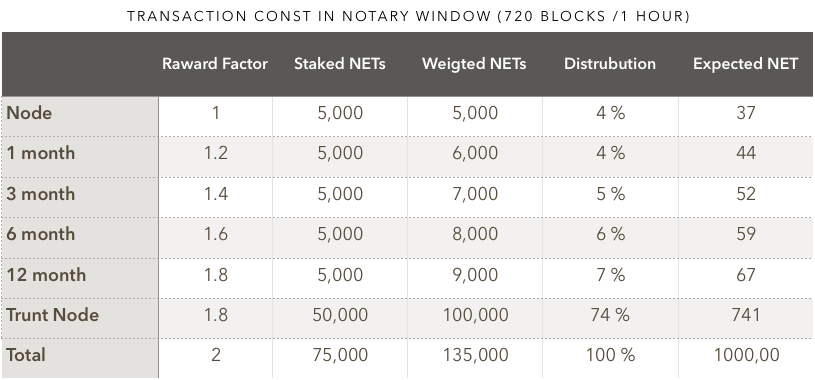 TRANSACTION CONST IN NOTARY WINDOW (720 BLOCKS /1 HOUR)
Raward Factor Staked NETs Weigted NETs Distrubution Expected NET
Node 1 5,000 5,000 4 % 37
1 month 1.2 5,000 6,000 4 % 44
3 month 1.4 5,000 7,000 5 % 52
6 month 1.6 5,000 8,000 6 % 59
12 month 1.8 5,000 9,000 7 % 67
Trunt Node 1.8 50,000 100,000 74 % 741
Total 2 75,000 135,000 100 % 1000,00